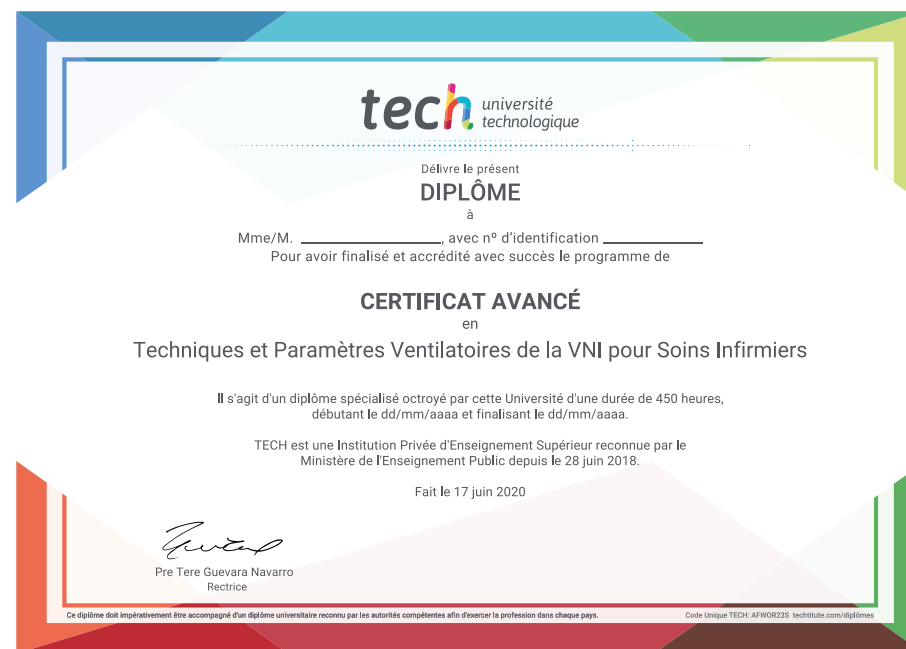 tech université
technologique
Délivre le présent
DIPLÔME
à
Mme/M. ____________________, avec nº d'identification ______________
Pour avoir finalisé et accrédité avec succès le programme de
CERTIFICAT AVANCÉ
en
Techniques et Paramètres Ventilatoires de la VNI pour Soins Infirmiers
Il s'agit d'un diplôme spécialisé octroyé par cette Université d'une durée de 450 heures,
débutant le dd/mm/aaaa et finalisant le dd/mm/aaaa.
TECH est une Institution Privée d'Enseignement Supérieur reconnue par le
Ministère de l'Enseignement Public depuis le 28 juin 2018.
Fait le 17 juin 2020
Pre Tere Guevara Navarro
Rectrice
Ce diplôme doit impérativement être accompagné d'un diplôme universitaire reconnu par les autorités compétentes afin d'exercer la profession dans chaque pays.
Code Unique TECH: AFWOR23S techtitute.com/diplômes